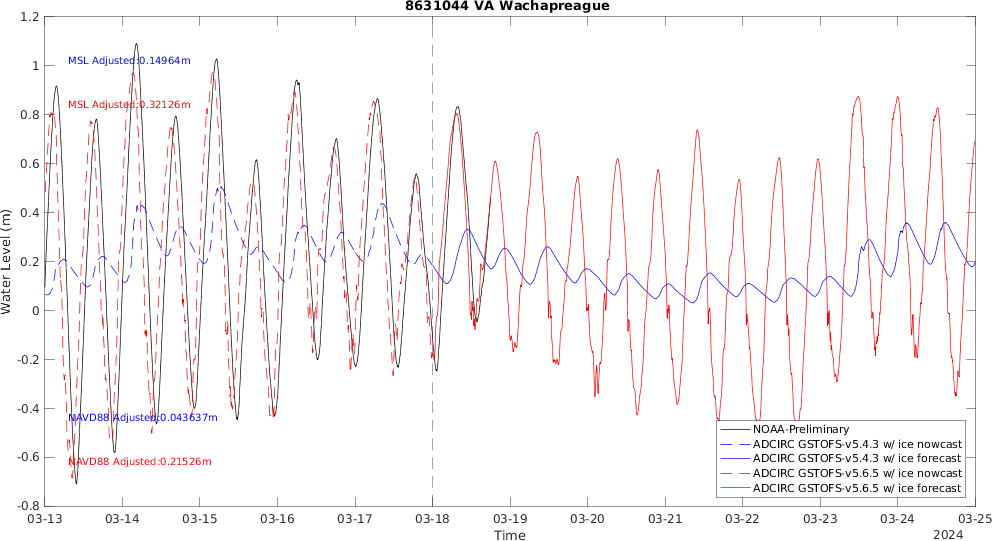 8631044 VA Wachapreague
1.2
1
0.8
0.6
0.4
0.2
0
-0.2
-0.4
-0.6
-0.8
Water Level (m)
MSL Adjusted:0.14964m
MSL Adjusted:0.32126m
NAVD88 Adjusted:0.043637m
NAVD88 Adjusted:0.21526m
NOAA-Preliminary
ADCIRC GSTOFS-v5.4.3 w/ ice nowcast
ADCIRC GSTOFS-v5.4.3 w/ ice forecast
ADCIRC GSTOFS-v5.6.5 w/ ice nowcast
ADCIRC GSTOFS-v5.6.5 w/ ice forecast
03-13 03-14 03-15 03-16 03-17 03-18 03-19 03-20 03-21 03-22 03-23 03-24 03-25
Time
2024